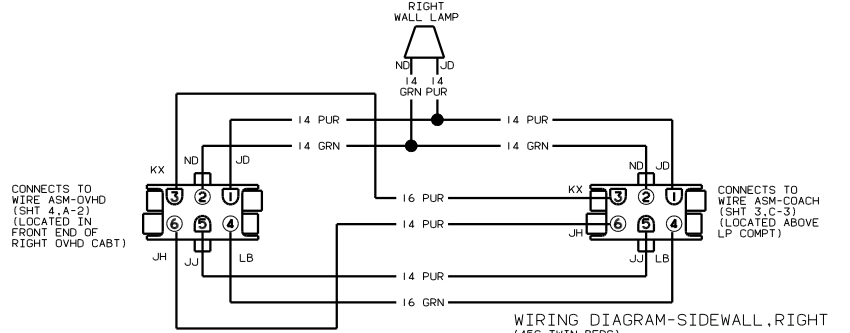 RIGHT
WALL LAMP
ND JD
14 14
GRN PUR
14 PUR 14 PUR
14 GRN 14 GRN
KX ND JD
3 2 1
6 5 4
JH JJ LB
CONNECTS TO
WIRE ASM-OVHD
(SHT 4,A-2)
(LOCATED IN
FRONT END OF
RIGHT OVHD CABT)
16 PUR
14 PUR
14 PUR
16 GRN
ND JD
KX 3 2 1
JH 6 5 4
JJ LB
CONNECTS TO
WIRE ASM-COACH
(SHT 3,C-3)
(LOCATED ABOVE
LP COMPT)
WIRING DIAGRAM-SIDEWALL,RIGHT